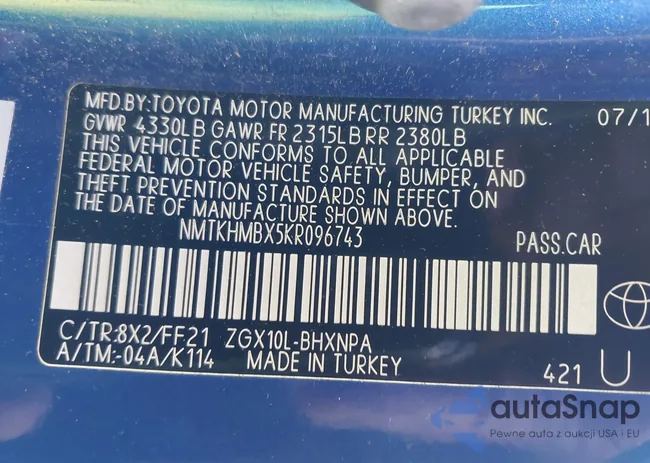 MFD.BY:TOYOTA MOTOR MANUFACTURING TURKEY INC. 07/1
GVWR 4330LB GAWR FR 2315LB RR 2380LB
THIS VEHICLE CONFORMS TO ALL APPLICABLE
FEDERAL MOTOR VEHICLE SAFETY, BUMPER, AND
THEFT PREVENTION STANDARDS IN EFFECT ON
THE DATE OF MANUFACTURE SHOWN ABOVE.
NMTKHMBX5KR096743 PASS.CAR
C/TR:8X2/FF21 ZGX10L-BHXNPA
A/TM:-04A/K114 MADE IN TURKEY 421 U
autaSnap
Pewne auta z aukcji USA i EU